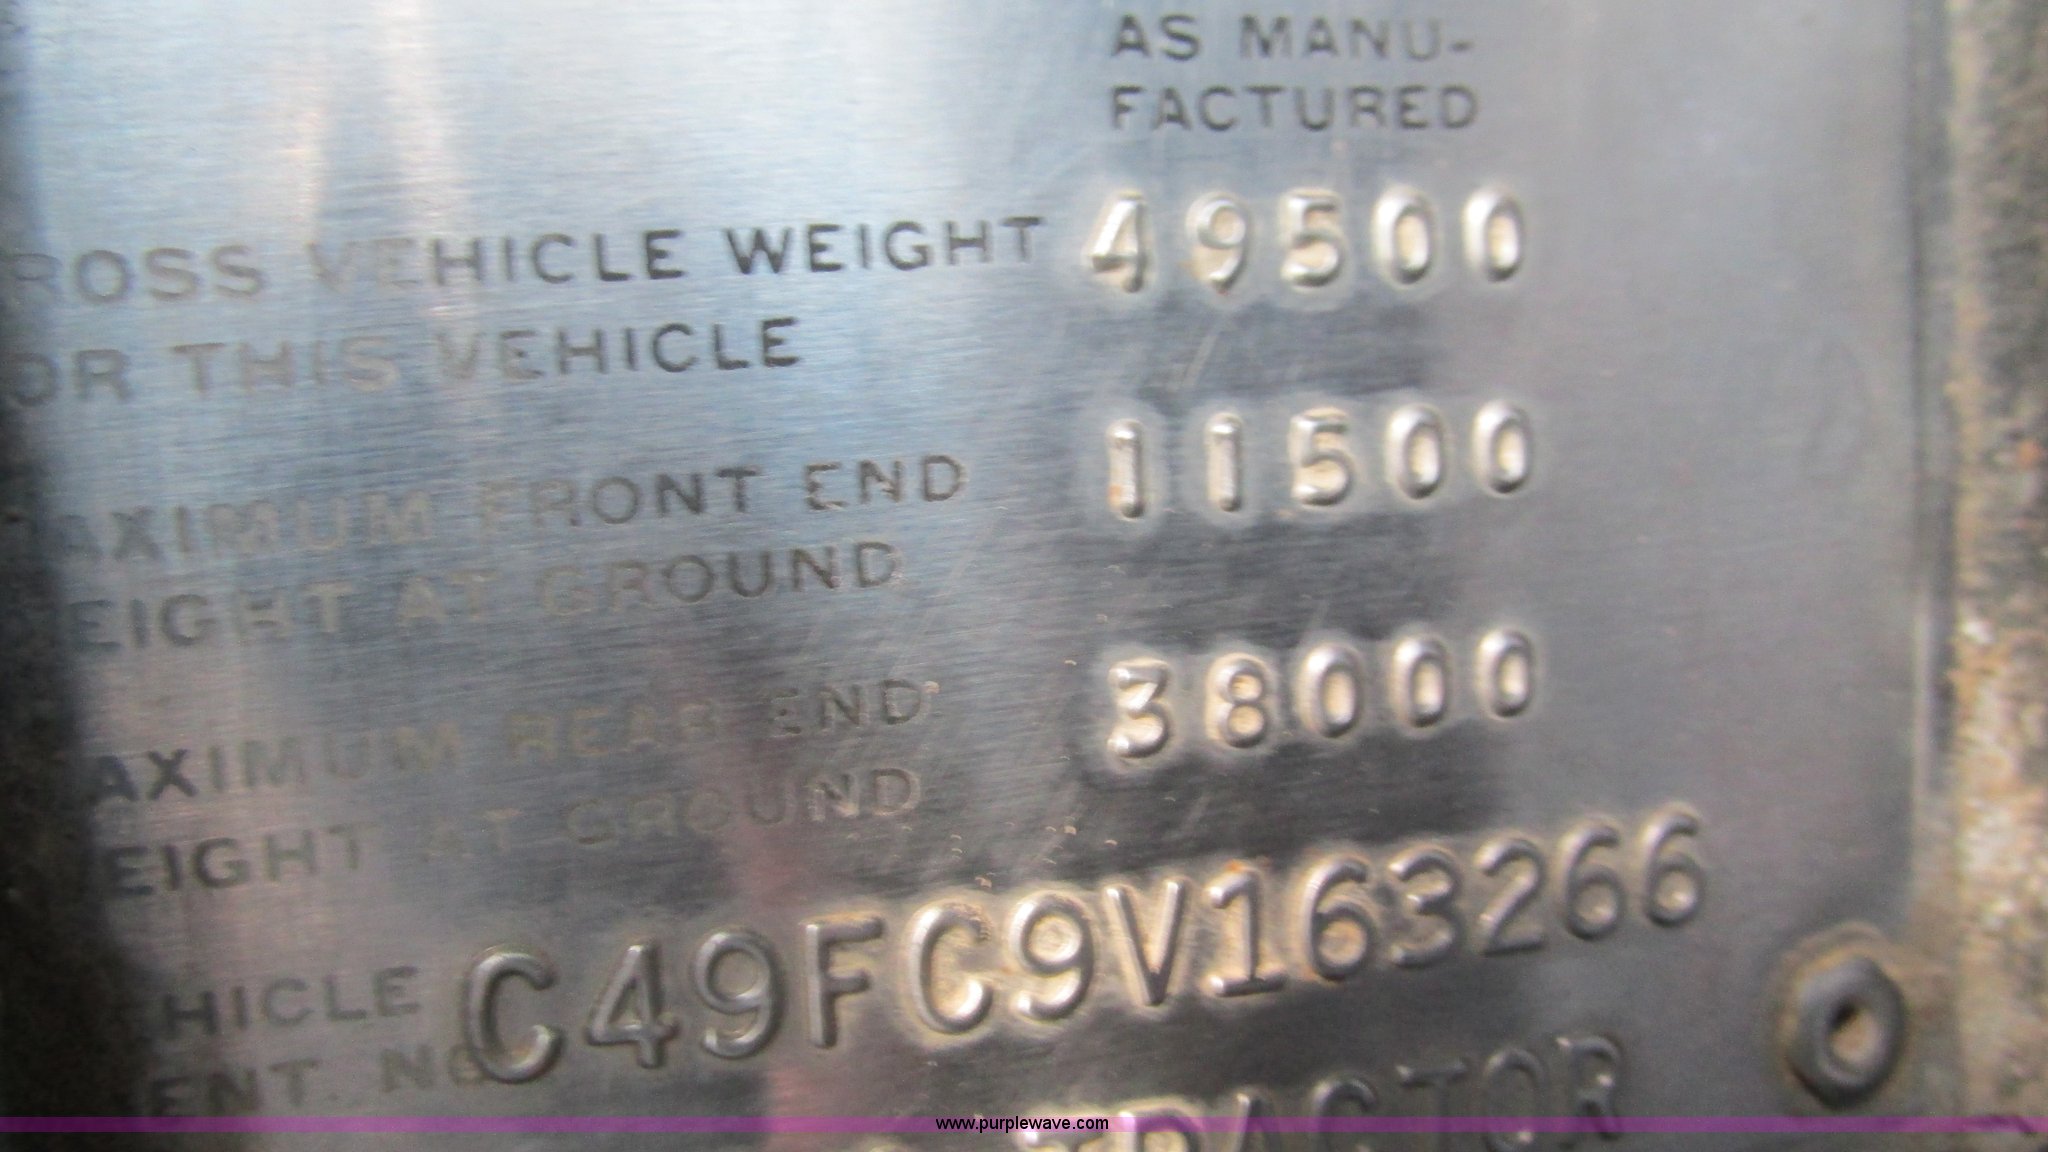 AS MANU-
FACTURED
ROSS VEHICLE WEIGHT 49500
OR THIS VEHICLE
AXIMUM FRONT END 11500
EIGHT AT GROUND
AXIMUM REAR END 38000
EIGHT AT GROUND
HICLE C49FC9V163266
ENT. NO
TRACTOR
www.purplewave.com